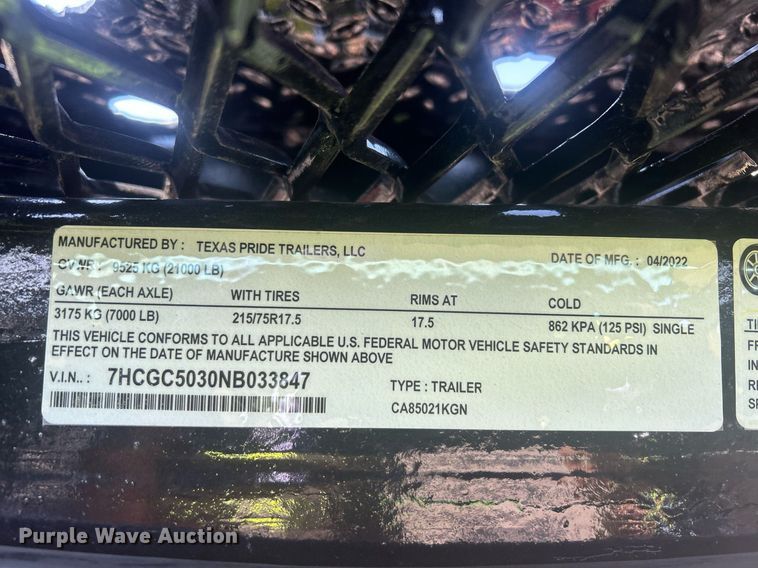 MANUFACTURED BY : TEXAS PRIDE TRAILERS, LLC DATE OF MFG. : 04/2022
GVWR : 9525 KG (21000 LB)
GAWR (EACH AXLE) WITH TIRES RIMS AT COLD
3175 KG (7000 LB) 215/75R17.5 17.5 862 KPA (125 PSI) SINGLE
THIS VEHICLE CONFORMS TO ALL APPLICABLE U.S. FEDERAL MOTOR VEHICLE SAFETY STANDARDS IN
EFFECT ON THE DATE OF MANUFACTURE SHOWN ABOVE
V.I.N.. : 7HCGC5030NB033847 TYPE : TRAILER
CA85021KGN
Purple Wave Auction